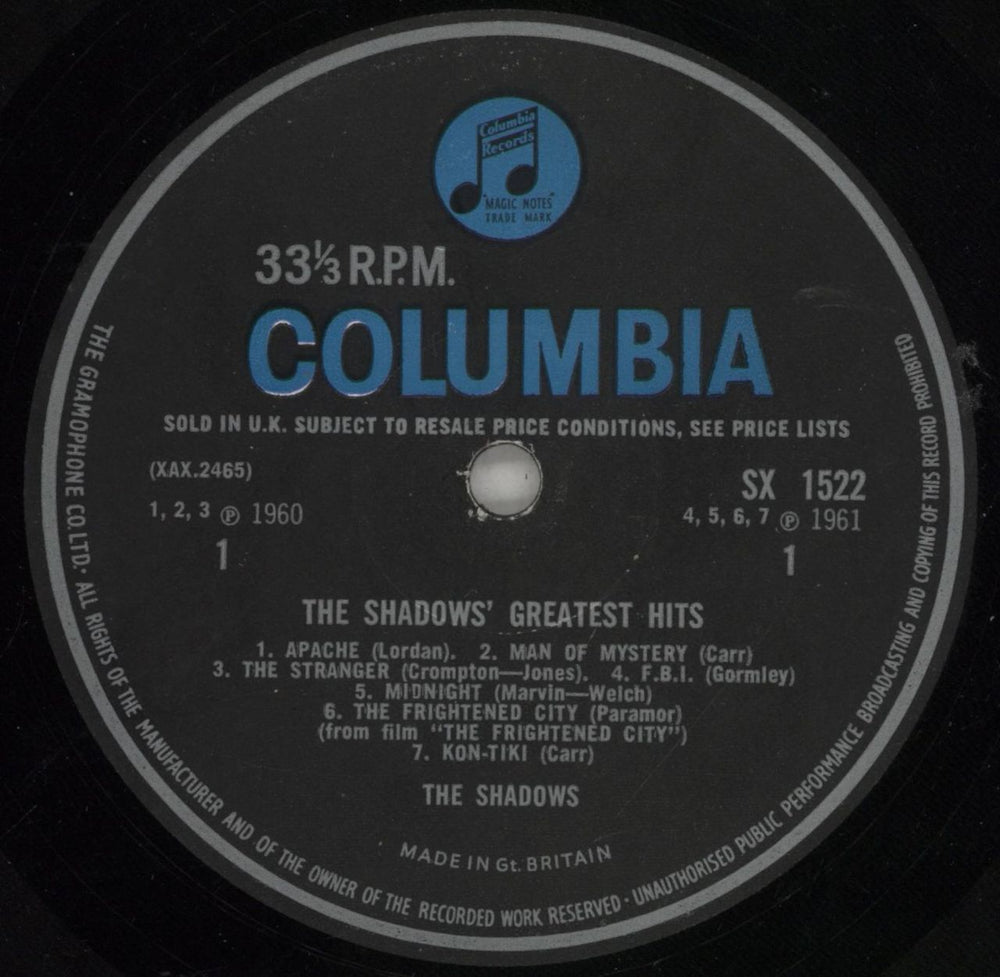 Columbia
Records
"MAGIC NOTES"
TRADE MARK
33⅓ R.P.M.
COLUMBIA
SOLD IN U.K. SUBJECT TO RESALE PRICE CONDITIONS, SEE PRICE LISTS
(XAX.2465)
SX 1522
1, 2, 3 ℗ 1960
4, 5, 6, 7 ℗ 1961
1
1
THE SHADOWS' GREATEST HITS
1. APACHE (Lordan). 2. MAN OF MYSTERY (Carr)
3. THE STRANGER (Crompton—Jones). 4. F.B.I. (Gormley)
5. MIDNIGHT (Marvin—Welch)
6. THE FRIGHTENED CITY (Paramor)
(from film "THE FRIGHTENED CITY")
7. KON-TIKI (Carr)
THE SHADOWS
MADE IN Gt. BRITAIN
THE GRAMOPHONE CO. LTD · ALL RIGHTS OF THE MANUFACTURER AND OF THE OWNER OF THE RECORDED WORK RESERVED · UNAUTHORISED PUBLIC PERFORMANCE BROADCASTING AND COPYING OF THIS RECORD PROHIBITED